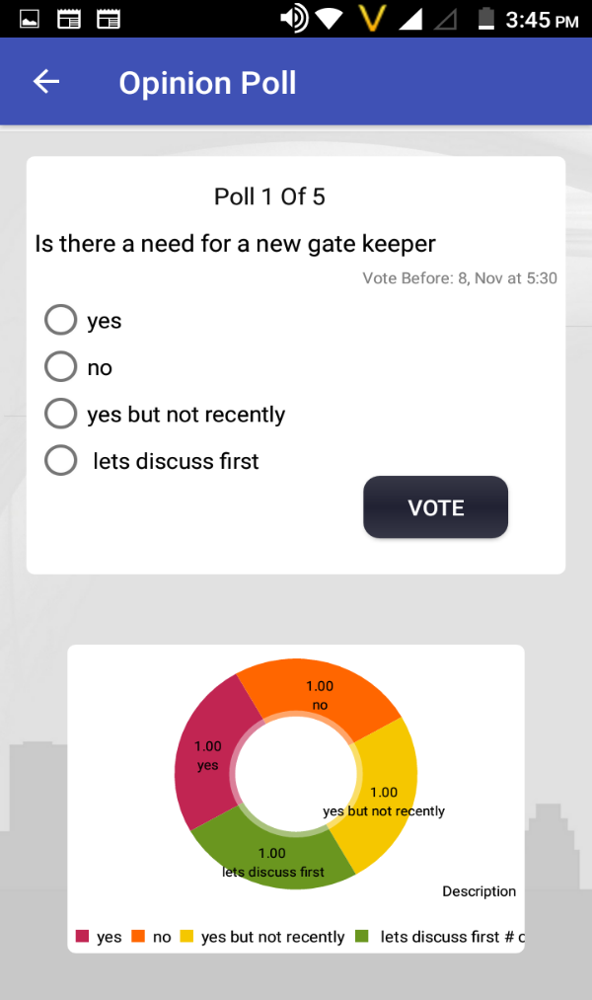 3:45 PM
Opinion Poll
Poll 1 Of 5
Is there a need for a new gate keeper
Vote Before: 8, Nov at 5:30
yes
no
yes but not recently
lets discuss first
VOTE
1.00
no
1.00
yes
1.00
yes but not recently
1.00
lets discuss first
Description
yes no yes but not recently lets discuss first #